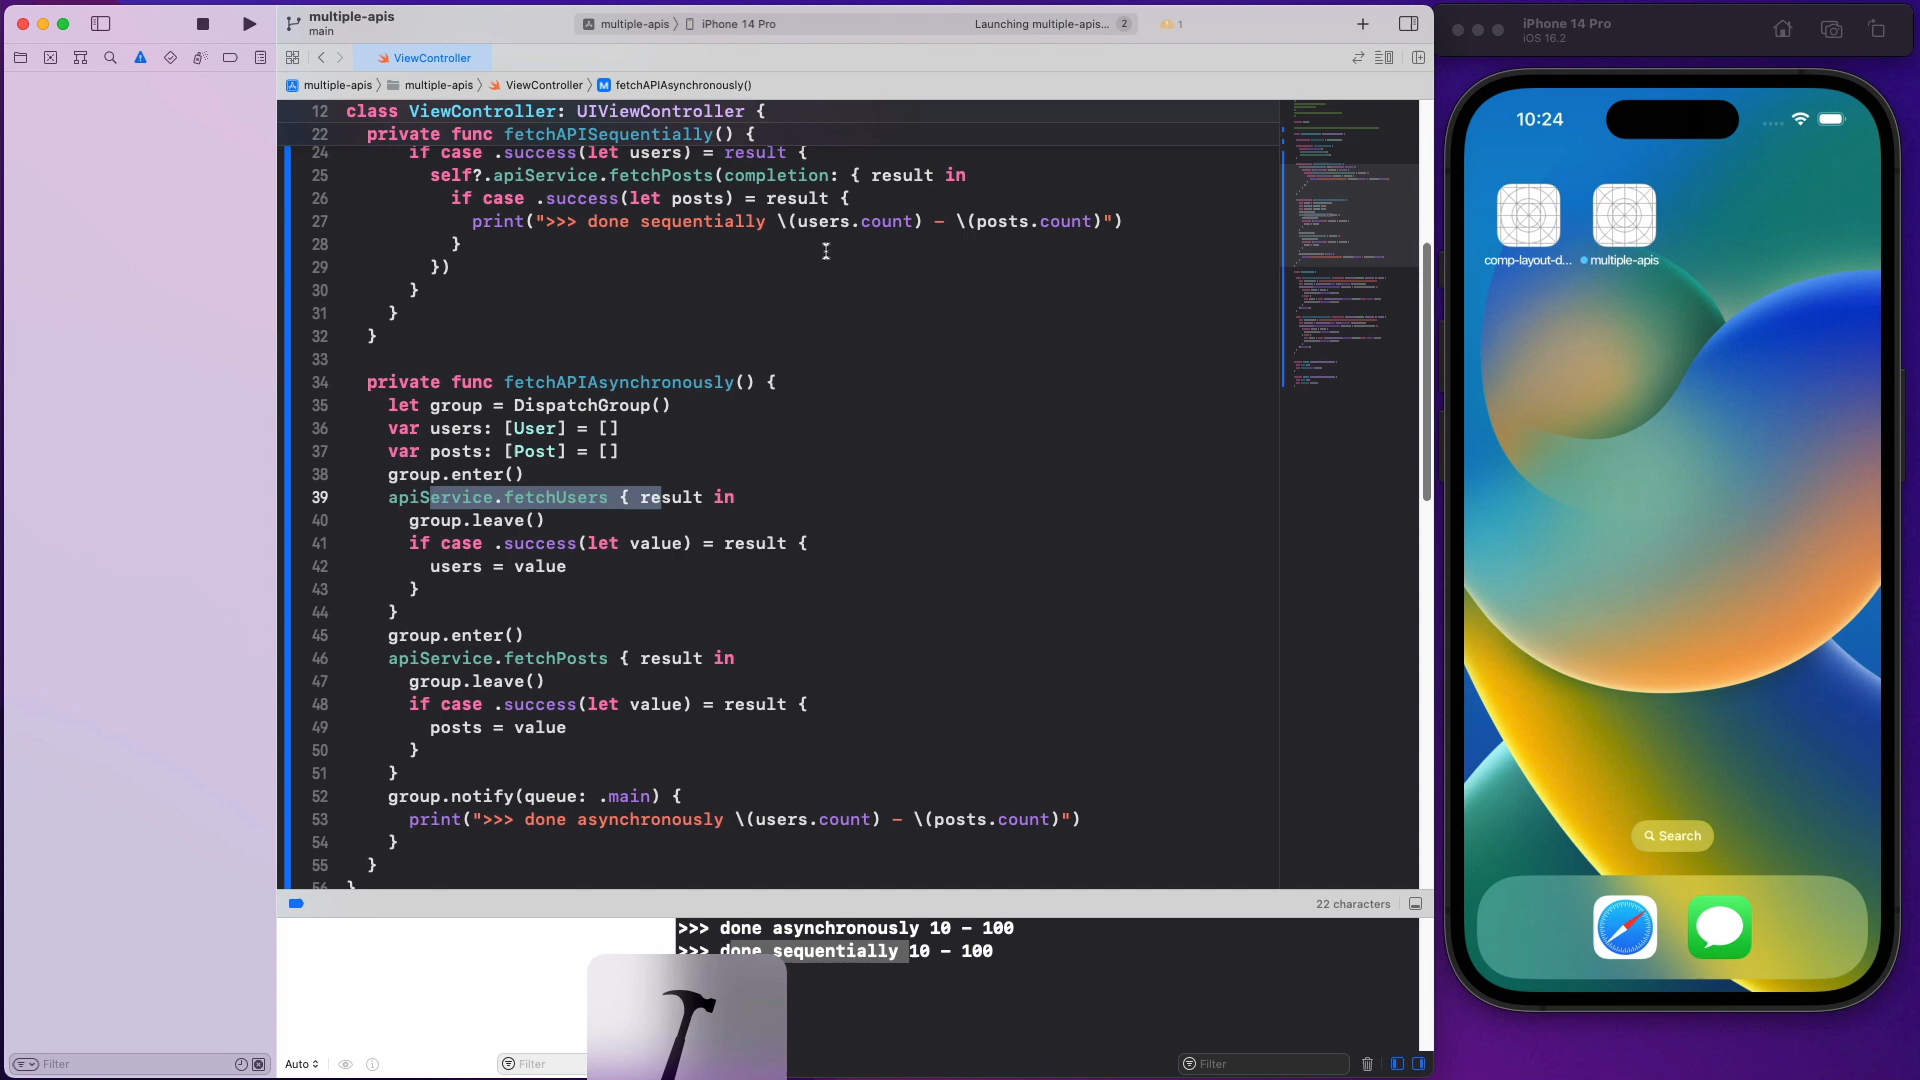 multiple-apis
main
multiple-apis
iPhone 14 Pro
Launching multiple-apis...
2
1
iPhone 14 Pro
iOS 16.2
ViewController
multiple-apis
multiple-apis
ViewController
M
fetchAPIAsynchronously()
12 class ViewController: UIViewController {
22 private func fetchAPISequentially() {
24 if case .success(let users) = result {
25 self?.apiService.fetchPosts(completion: { result in
26 if case .success(let posts) = result {
27 print(">>> done sequentially \(users.count) - \(posts.count)")
28 }
29 })
30 }
31 }
32 }
33
34 private func fetchAPIAsynchronously() {
35 let group = DispatchGroup()
36 var users: [User] = []
37 var posts: [Post] = []
38 group.enter()
39 apiService.fetchUsers { result in
40 group.leave()
41 if case .success(let value) = result {
42 users = value
43 }
44 }
45 group.enter()
46 apiService.fetchPosts { result in
47 group.leave()
48 if case .success(let value) = result {
49 posts = value
50 }
51 }
52 group.notify(queue: .main) {
53 print(">>> done asynchronously \(users.count) - \(posts.count)")
54 }
55 }
56 }
22 characters
>>> done asynchronously 10 - 100
>>> done sequentially 10 - 100
Filter
Auto
Filter
Filter
10:24
comp-layout-d...
multiple-apis
Search